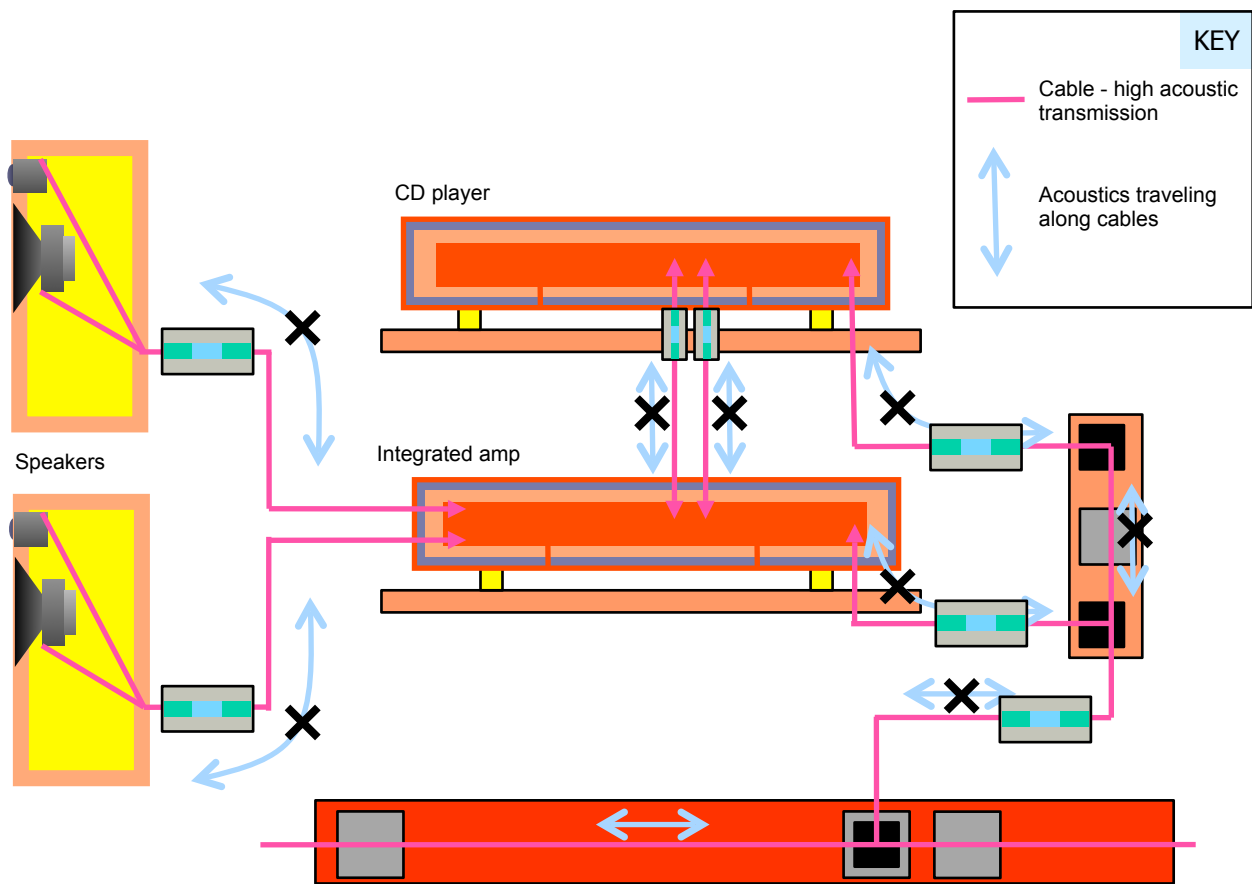 KEY
Cable - high acoustic
transmission
Acoustics traveling
along cables
CD player
Integrated amp
Speakers